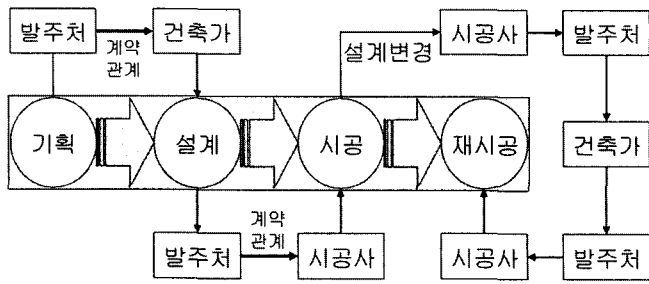 발주처
계약
관계
건축가
설계변경
시공사
발주처
기획
설계
시공
재시공
건축가
발주처
계약
관계
시공사
시공사
발주처